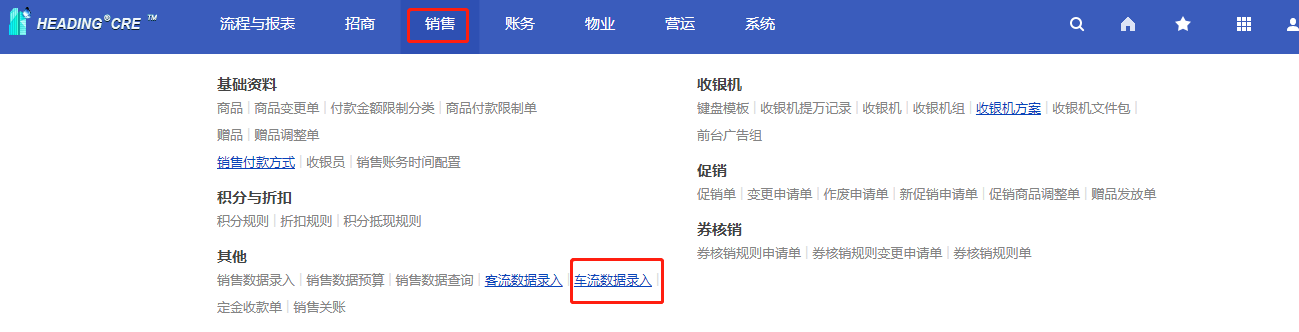 HEADING®CRE ™ 流程与报表 招商 销售 账务 物业 营运 系统
基础资料
商品 | 商品变更单 | 付款金额限制分类 | 商品付款限制单
赠品 | 赠品调整单
销售付款方式 | 收银员 | 销售账务时间配置
积分与折扣
积分规则 | 折扣规则 | 积分抵现规则
其他
销售数据录入 | 销售数据预算 | 销售数据查询 | 客流数据录入 | 车流数据录入 |
定金收款单 | 销售关账
收银机
键盘模板 | 收银机提万记录 | 收银机 | 收银机组 | 收银机方案 | 收银机文件包 |
前台广告组
促销
促销单 | 变更申请单 | 作废申请单 | 新促销申请单 | 促销商品调整单 | 赠品发放单
券核销
券核销规则申请单 | 券核销规则变更申请单 | 券核销规则单